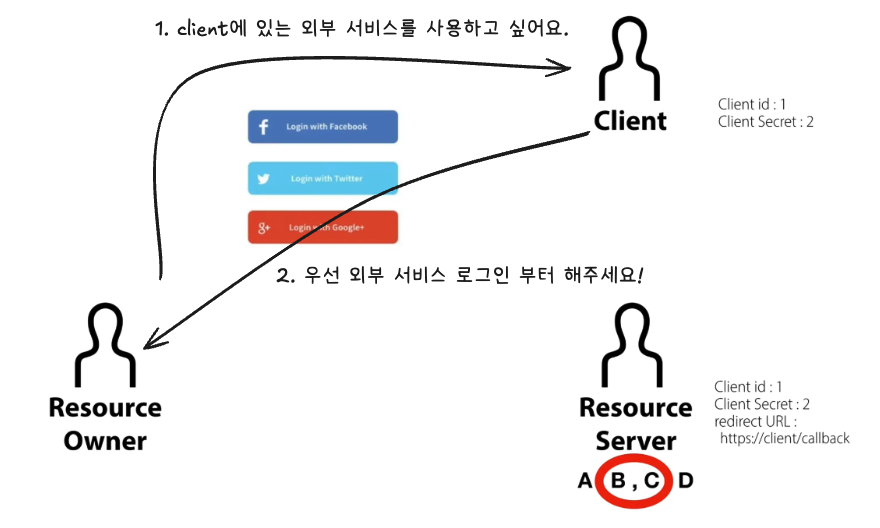 1. client에 있는 외부 서비스를 사용하고 싶어요.
Client
Client id : 1
Client Secret : 2
f Login with Facebook
Login with Twitter
g+ Login with Google+
2. 우선 외부 서비스 로그인 부터 해주세요!
Resource
Owner
Resource
Server
Client id : 1
Client Secret : 2
redirect URL :
https://client/callback
A B , C D